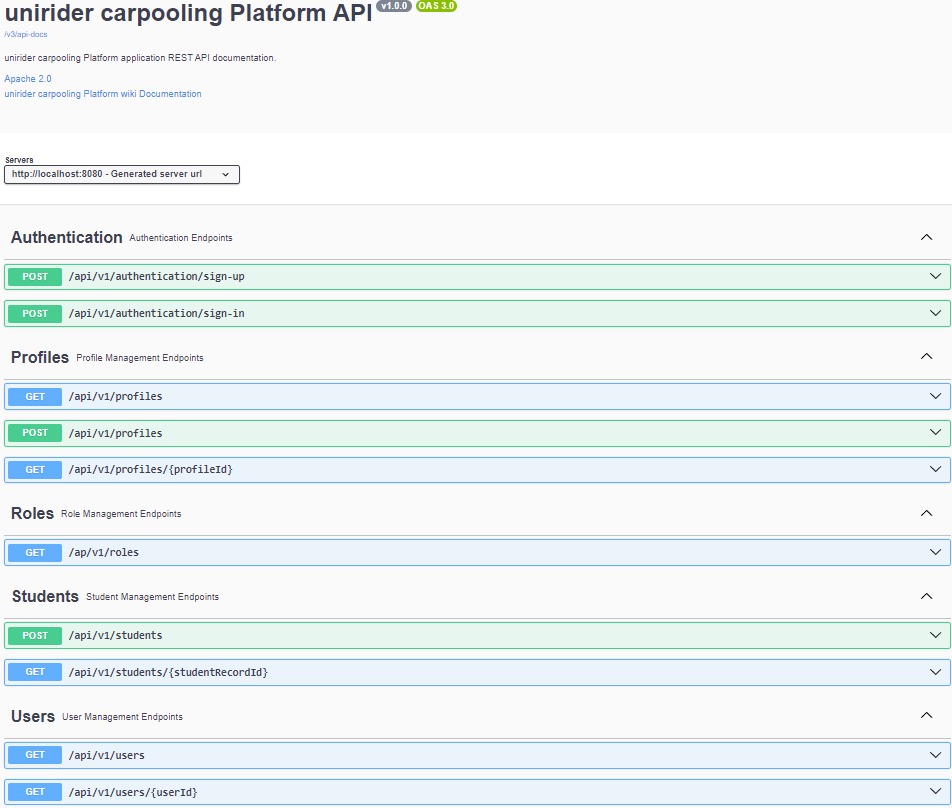 unirider carpooling Platform API v1.0.0 OAS 3.0
/v3/api-docs
unirider carpooling Platform application REST API documentation.
Apache 2.0
unirider carpooling Platform wiki Documentation
Servers
http://localhost:8080 - Generated server url
Authentication Authentication Endpoints
POST /api/v1/authentication/sign-up
POST /api/v1/authentication/sign-in
Profiles Profile Management Endpoints
GET /api/v1/profiles
POST /api/v1/profiles
GET /api/v1/profiles/{profileId}
Roles Role Management Endpoints
GET /ap/v1/roles
Students Student Management Endpoints
POST /api/v1/students
GET /api/v1/students/{studentRecordId}
Users User Management Endpoints
GET /api/v1/users
GET /api/v1/users/{userId}